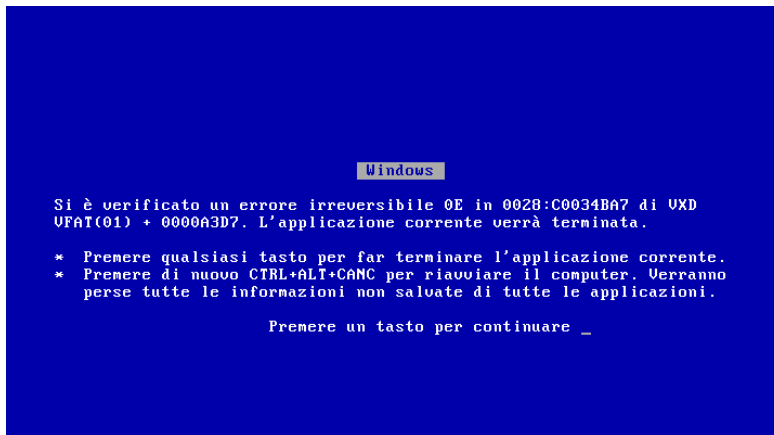 Windows
Si è verificato un errore irreversibile 0E in 0028:C0034BA7 di VXD
VFAT(01) + 0000A3D7. L'applicazione corrente verrà terminata.
* Premere qualsiasi tasto per far terminare l'applicazione corrente.
* Premere di nuovo CTRL+ALT+CANC per riavviare il computer. Verranno
perse tutte le informazioni non salvate di tutte le applicazioni.
Premere un tasto per continuare _